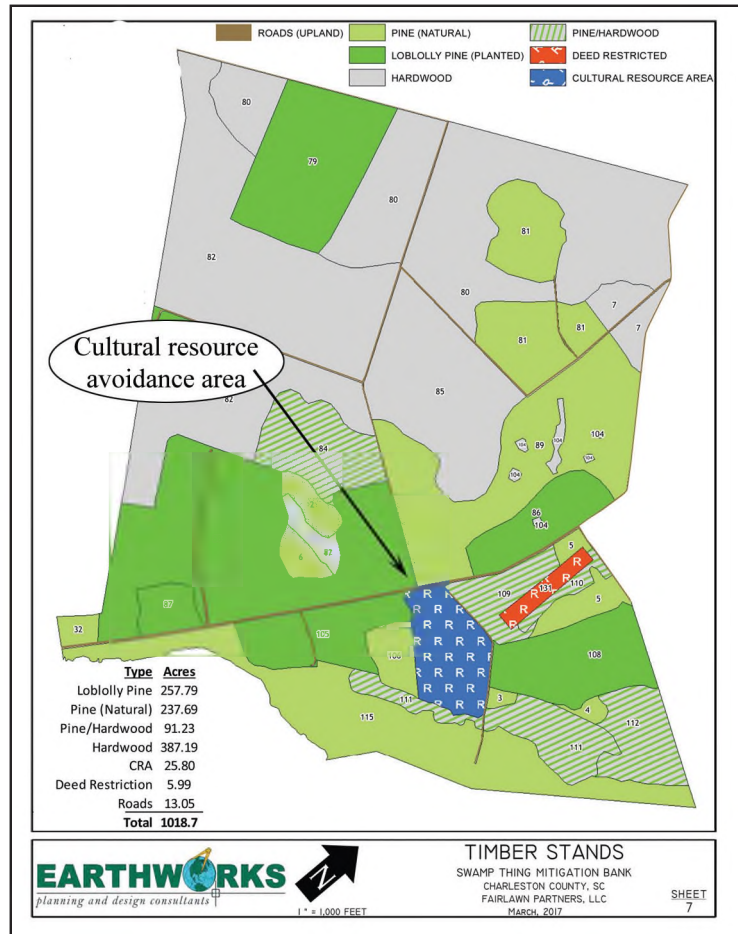 ROADS (UPLAND)
PINE (NATURAL)
PINE/HARDWOOD
LOBLOLLY PINE (PLANTED)
DEED RESTRICTED
HARDWOOD
CULTURAL RESOURCE AREA
80
79
80
82
81
80
7
7
81
81
Cultural resource
avoidance area
82
85
84
89
104
104
104
104
104
2
86
104
6
82
5
R
109
131
110
R
R
5
87
32
105
R R R R R R R R R R R R R R R R R R
108
3
4
111
115
112
111
Type Acres
Loblolly Pine 257.79
Pine (Natural) 237.69
Pine/Hardwood 91.23
Hardwood 387.19
CRA 25.80
Deed Restriction 5.99
Roads 13.05
Total 1018.7
EARTHWORKS
planning and design consultants
N
1 " = 1,000 FEET
TIMBER STANDS
SWAMP THING MITIGATION BANK
CHARLESTON COUNTY, SC
FAIRLAWN PARTNERS, LLC
MARCH, 2017
SHEET
7